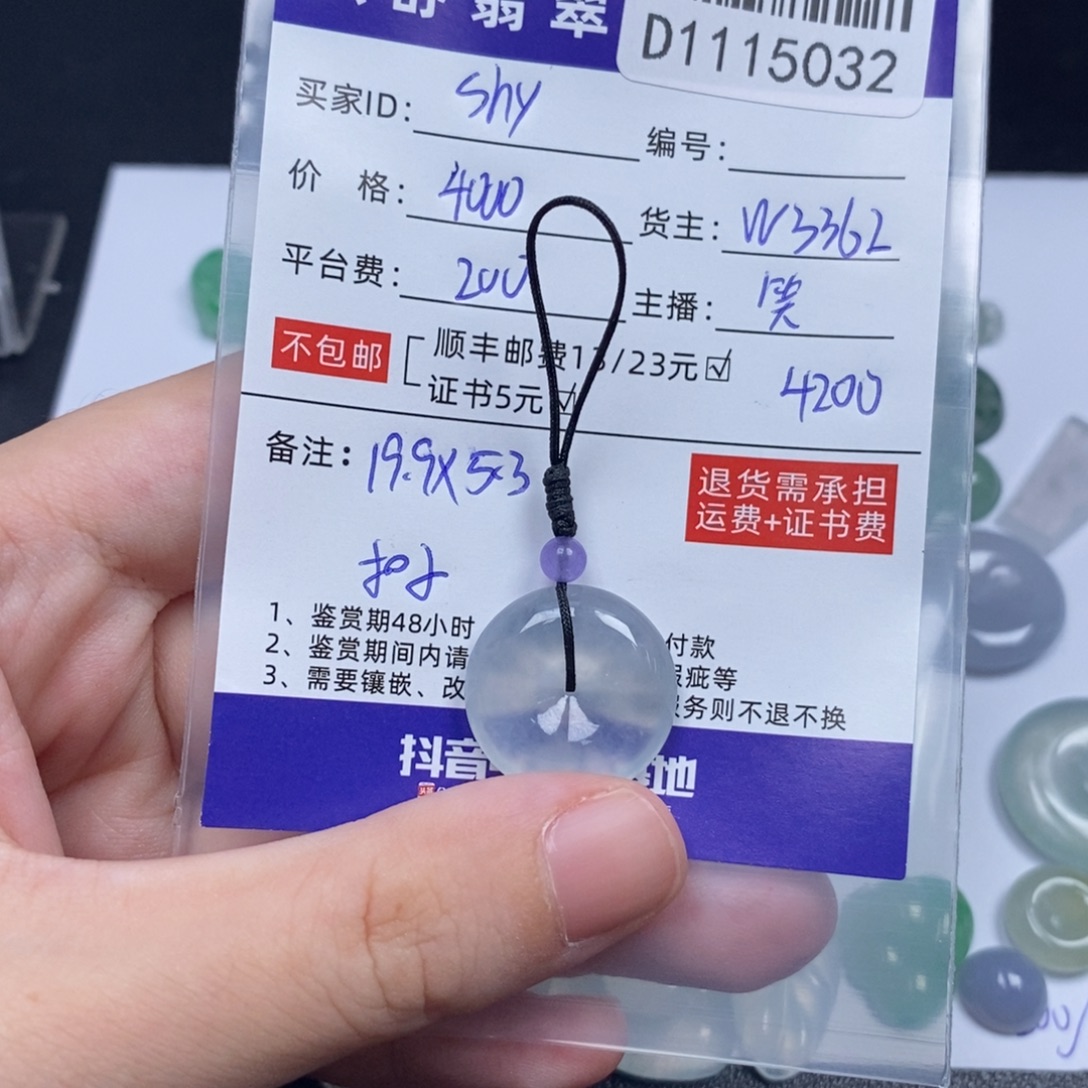 舒翡翠
D1115032
买家ID: shy 编号:
价 格: 4000 货主: W3362
平台费: 200 主播: 笑
不包邮 顺丰邮费13/23元☑
证书5元☑ 4200
备注: 19.9X5.3
退货需承担
运费+证书费
扣子
1、鉴赏期48小时 付款
2、鉴赏期间内请 瑕疵等
3、需要镶嵌、改 服务则不退不换
抖音 基地